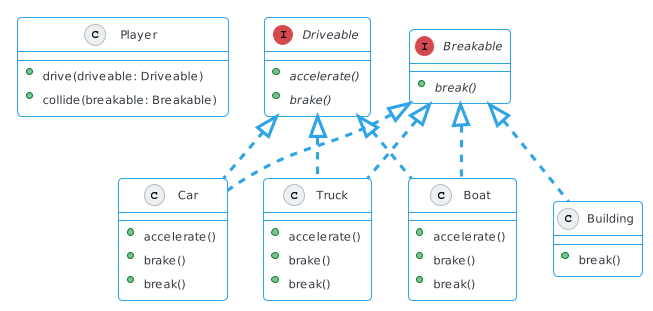 C Player
drive(driveable: Driveable)
collide(breakable: Breakable)
I Driveable
accelerate()
brake()
I Breakable
break()
C Car
accelerate()
brake()
break()
C Truck
accelerate()
brake()
break()
C Boat
accelerate()
brake()
break()
C Building
break()